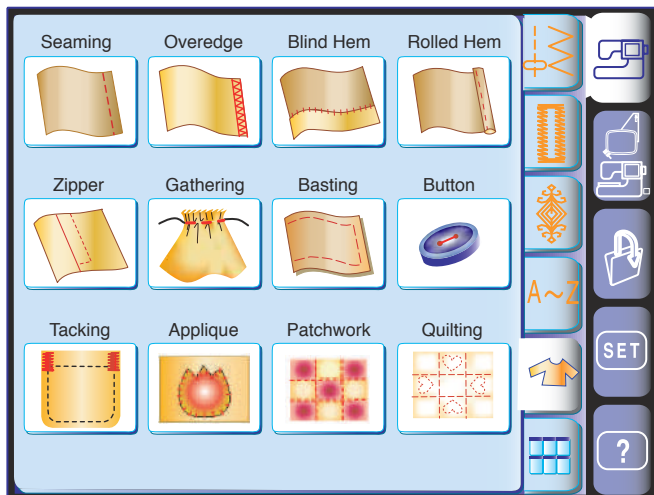 Seaming Overedge Blind Hem Rolled Hem
Zipper Gathering Basting Button
A~Z
Tacking Applique Patchwork Quilting
SET
?